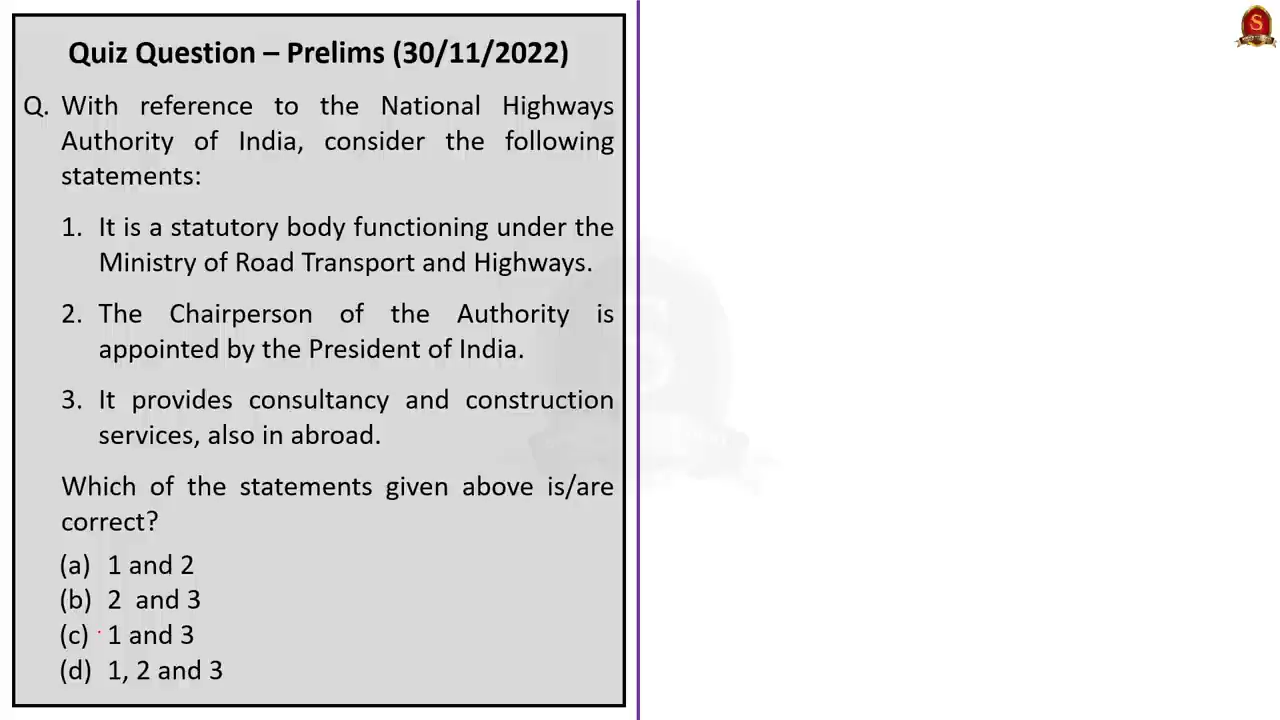 Quiz Question – Prelims (30/11/2022)
Q. With reference to the National Highways
Authority of India, consider the following
statements:
1. It is a statutory body functioning under the
Ministry of Road Transport and Highways.
2. The Chairperson of the Authority is
appointed by the President of India.
3. It provides consultancy and construction
services, also in abroad.
Which of the statements given above is/are
correct?
(a) 1 and 2
(b) 2 and 3
(c) 1 and 3
(d) 1, 2 and 3
S